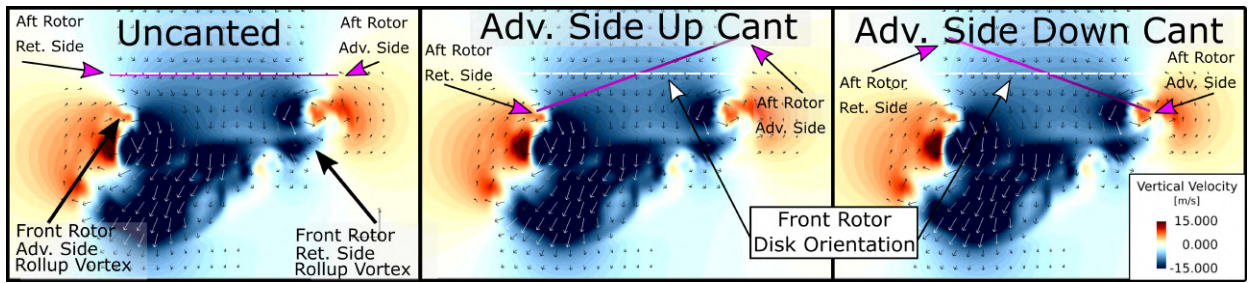 Uncanted
Aft Rotor
Ret. Side
Aft Rotor
Adv. Side
Front Rotor
Adv. Side
Rollup Vortex
Front Rotor
Ret. Side
Rollup Vortex
Adv. Side Up Cant
Aft Rotor
Ret. Side
Aft Rotor
Adv. Side
Adv. Side Down Cant
Aft Rotor
Ret. Side
Aft Rotor
Adv. Side
Front Rotor
Disk Orientation
Vertical Velocity
[m/s]
15.000
0.000
-15.000